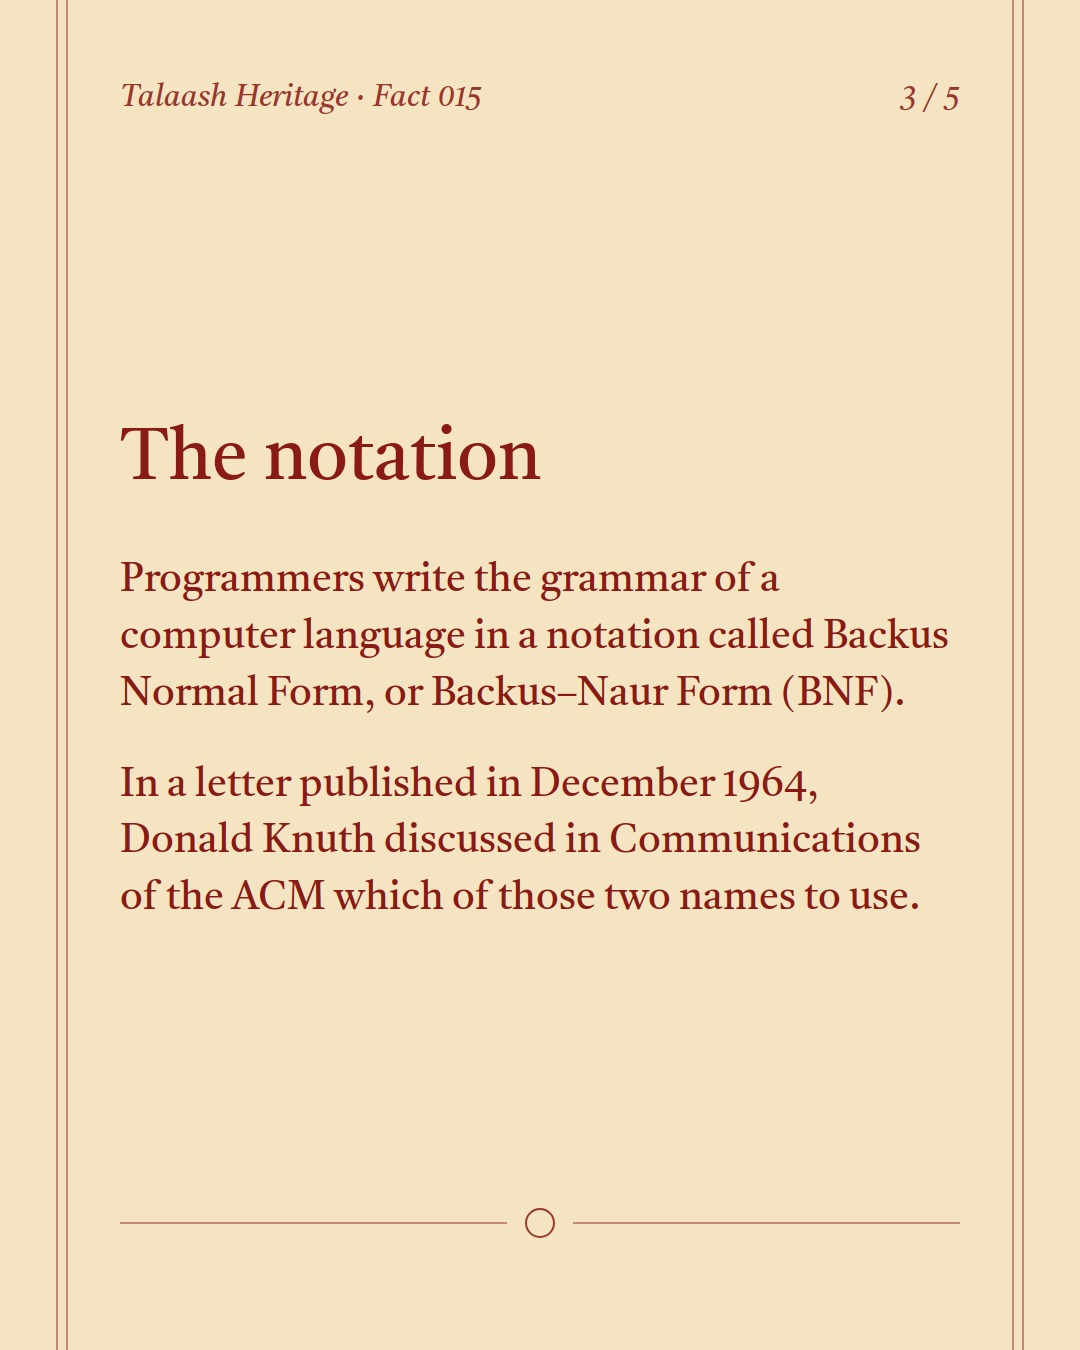 Talaash Heritage · Fact 015
3 / 5
The notation
Programmers write the grammar of a
computer language in a notation called Backus
Normal Form, or Backus–Naur Form (BNF).
In a letter published in December 1964,
Donald Knuth discussed in Communications
of the ACM which of those two names to use.